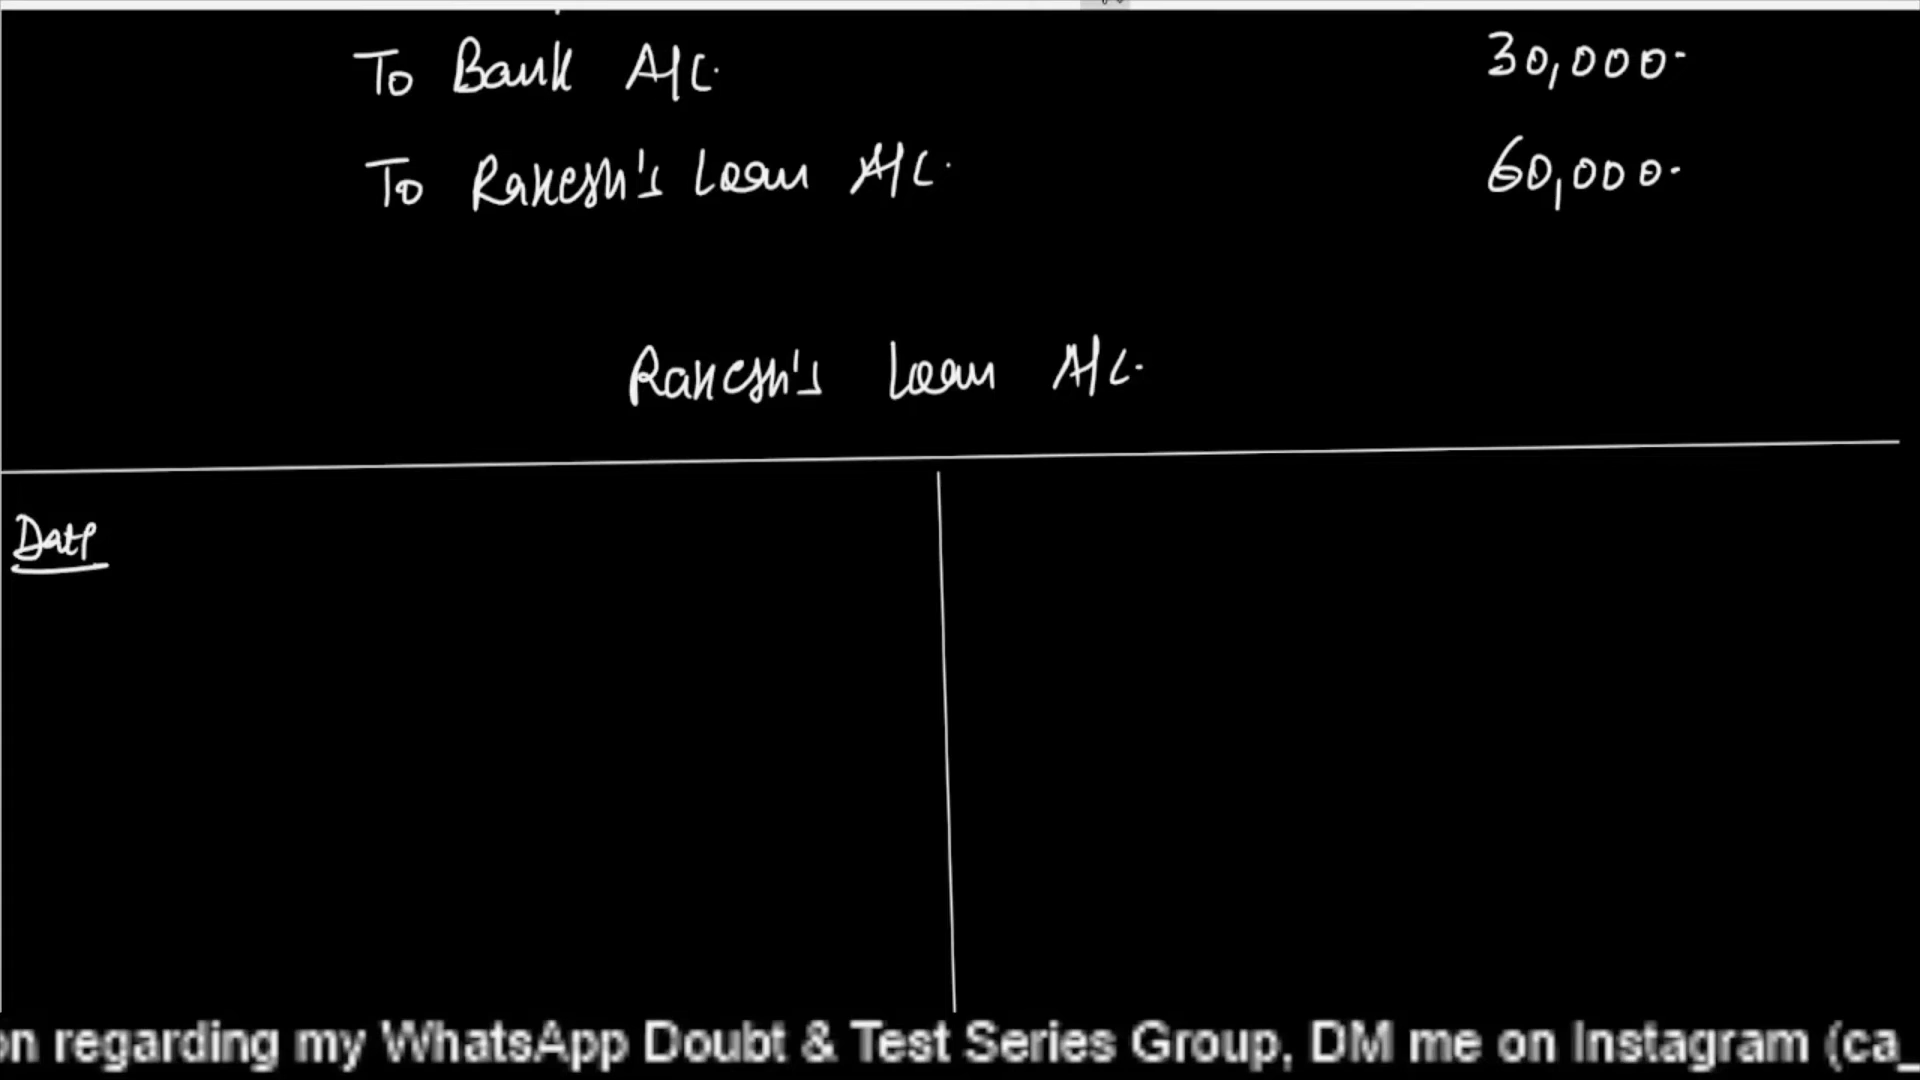 To Bank A/c. 30,000-
To Rakesh's Loan A/c. 60,000-
Rakesh's Loan A/c.
Date
on regarding my WhatsApp Doubt & Test Series Group, DM me on Instagram (ca_